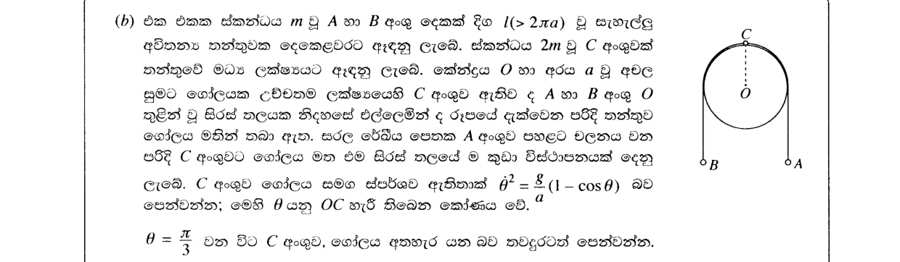 (b) එක එකක ස්කන්ධය m වූ A හා B අංශු දෙකක් දිග l(> 2πa) වූ සැහැල්ලු
අවිතන්‍ය තන්තුවක දෙකෙළවරට ඈඳනු ලැබේ. ස්කන්ධය 2m වූ C අංශුවක්
තන්තුවේ මධ්‍ය ලක්ෂ්‍යයෙට ඈඳනු ලැබේ. කේන්ද්‍රය O හා අරය a වූ අචල
සුමට ගෝලයක උච්චතම ලක්ෂ්‍යයෙහි C අංශුව ඇතිව ද A හා B අංශු O
තුළින් වූ සිරස් තලයක නිදහසේ එල්ලෙමින් ද රූපයේ දැක්වෙන පරිදි තන්තුව
ගෝලය මතින් තබා ඇත. සරල රේඛීය පෙතක A අංශුව පහළට චලනය වන
පරිදි C අංශුවට ගෝලය මත එම සිරස් තලයේ ම කුඩා විස්ථාපනයක් දෙනු
ලැබේ. C අංශුව ගෝලය සමග ස්පර්ශව ඇතිතාක් θ̇² = g/a (1 − cos θ) බව
පෙන්වන්න; මෙහි θ යනු OC හැරී තිබෙන කෝණය වේ.
θ = π/3 වන විට C අංශුව, ගෝලය අතහැර යන බව තවදුරටත් පෙන්වන්න.
C
O
B
A